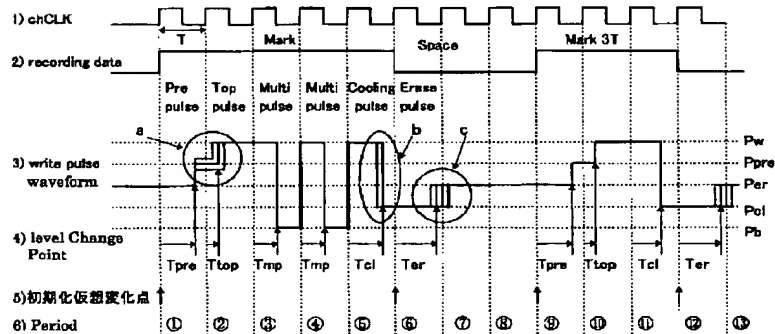 1) chCLK
T Mark Space Mark 3T
2) recording data
Pre pulse Top pulse Multi pulse Multi pulse Cooling pulse Erase pulse
a b c
Pw
3) write pulse waveform
Ppre
Per
Pcl
Pb
4) level Change Point
Tpre Ttop Tmp Tmp Tcl Ter Tpre Ttop Tcl Ter
5)初期化仮想変化点
6) Period ① ② ③ ④ ⑤ ⑥ ⑦ ⑧ ⑨ ⑩ ⑪ ⑫ ⑬